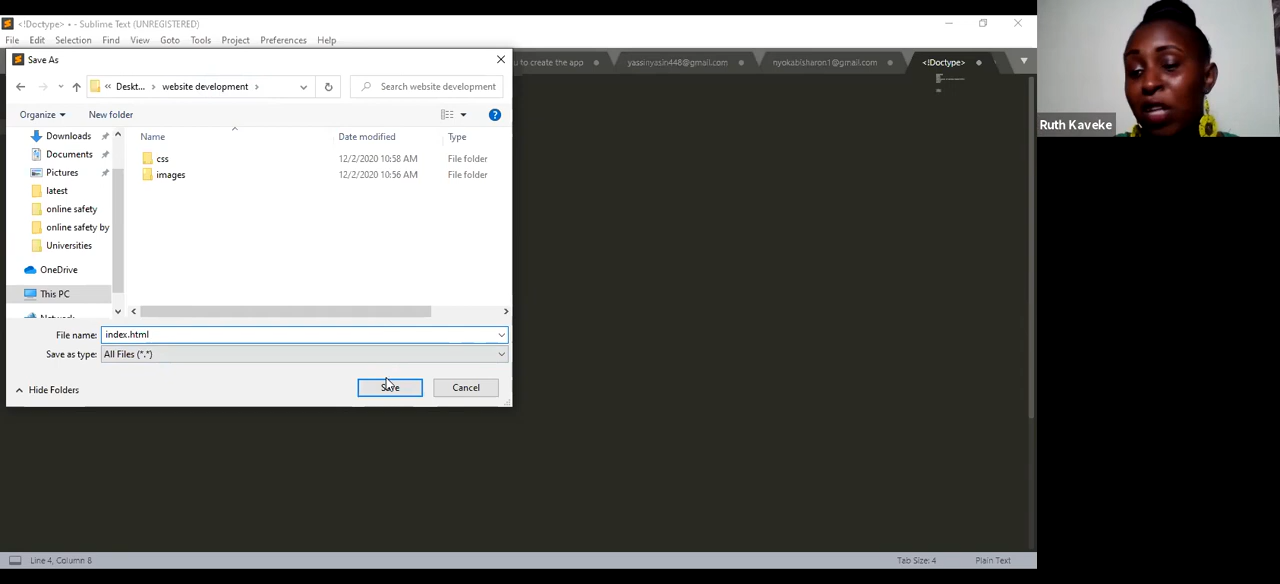 <!Doctype> • - Sublime Text (UNREGISTERED)
File Edit Selection Find View Goto Tools Project Preferences Help
Save As
to create the app yassinyasin448@gmail.com nyokabisharon1@gmail.com <!Doctype>
Deskt... website development Search website development
Organize New folder
Name Date modified Type
Downloads
Documents
Pictures
latest
online safety
online safety by
Universities
OneDrive
This PC
css 12/2/2020 10:58 AM File folder
images 12/2/2020 10:56 AM File folder
File name: index.html
Save as type: All Files (*.*)
Hide Folders Save Cancel
Line 4, Column 8 Tab Size: 4 Plain Text
Ruth Kaveke